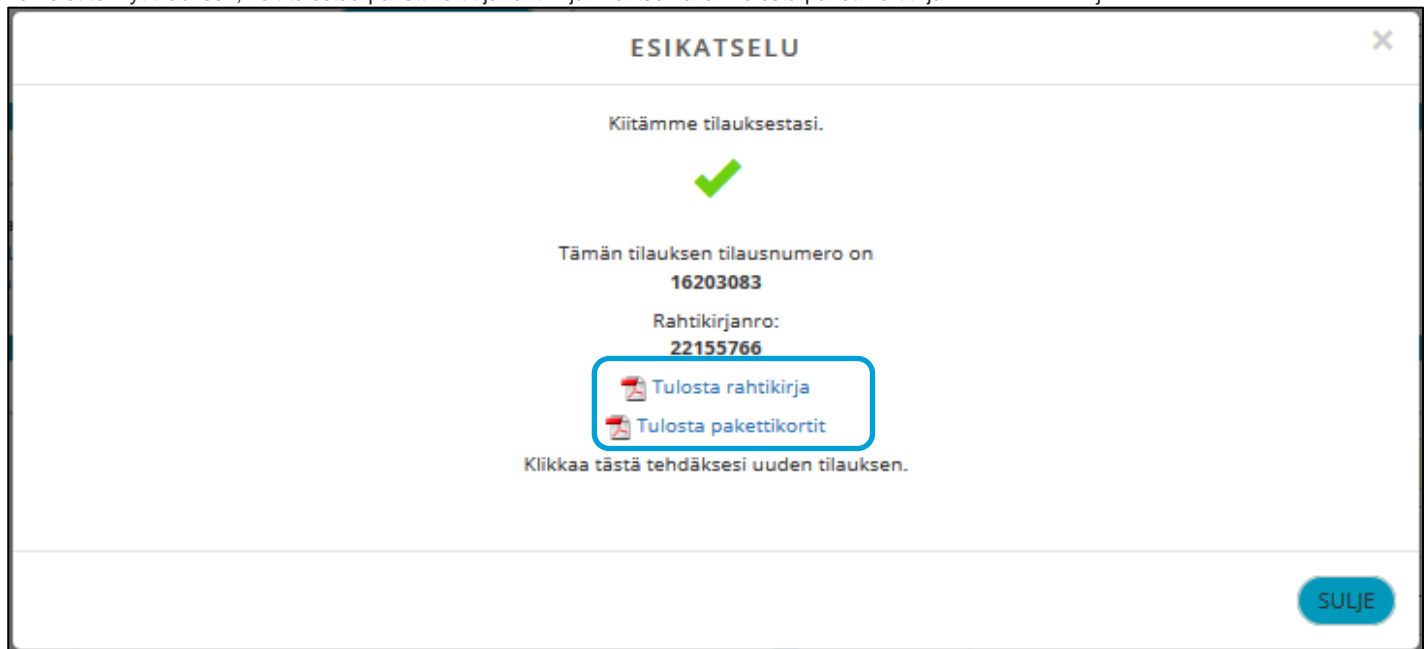 ESIKATSELU
×
Kiitämme tilauksestasi.
Tämän tilauksen tilausnumero on
16203083
Rahtikirjanro:
22155766
Tulosta rahtikirja
Tulosta pakettikortit
Klikkaa tästä tehdäksesi uuden tilauksen.
SULJE